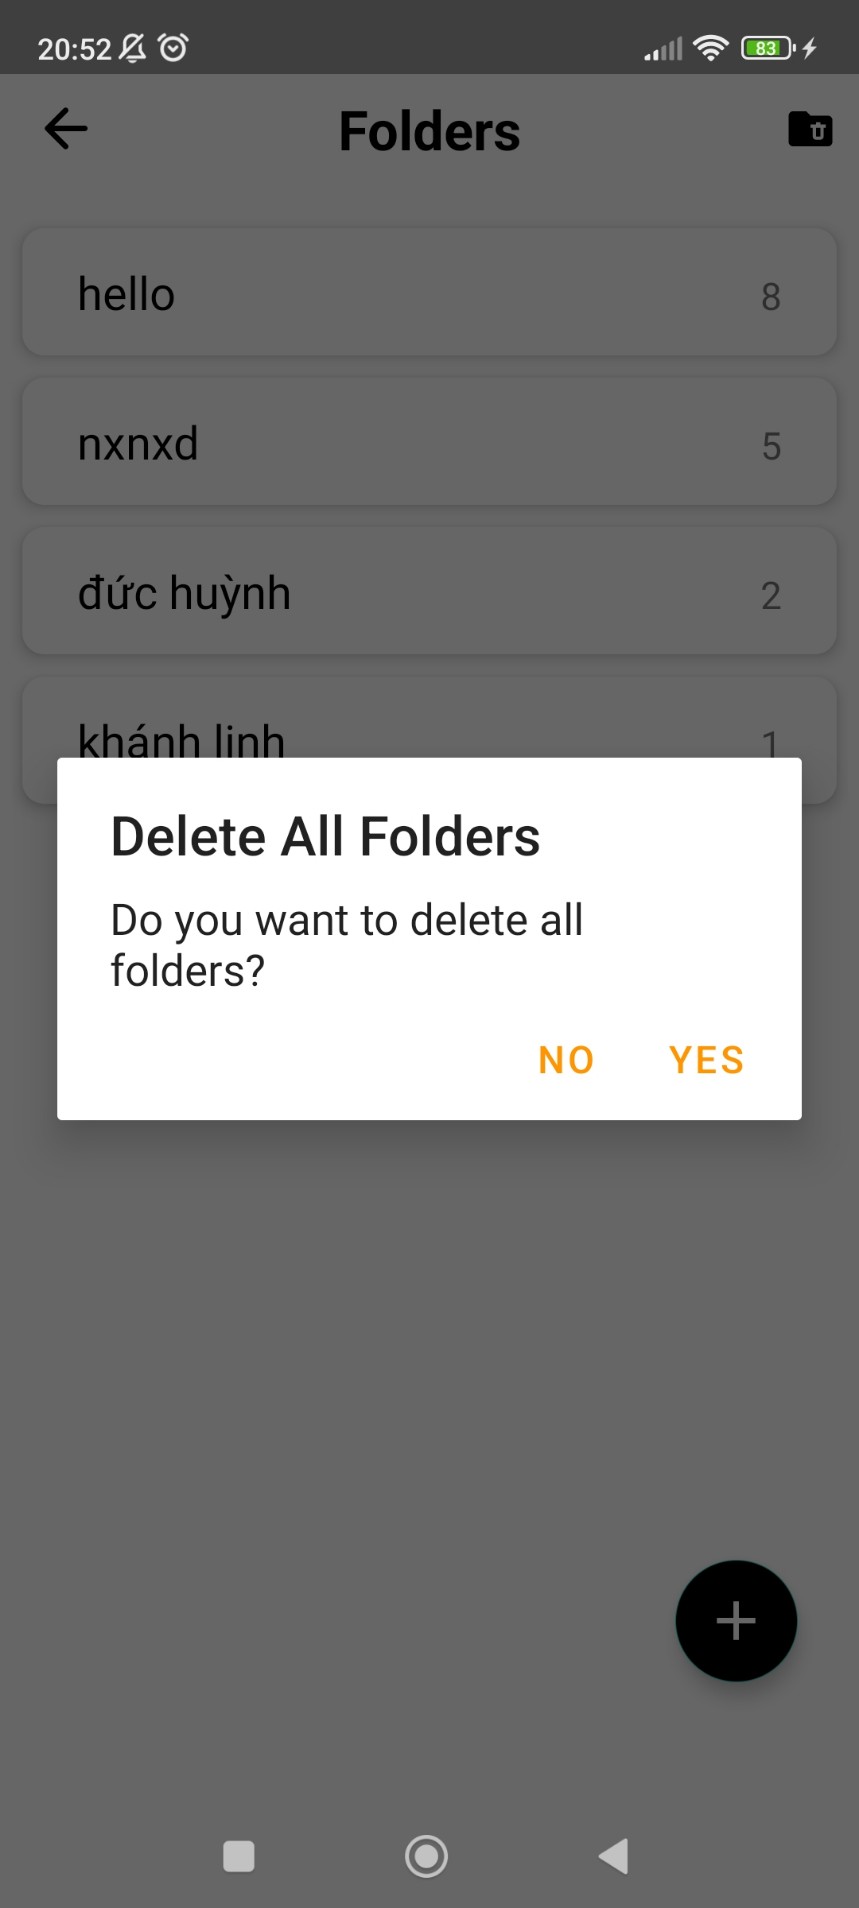 20:52
83
Folders
hello 8
nxnxd 5
đức huỳnh 2
khánh linh 1
Delete All Folders
Do you want to delete all
folders?
NO YES